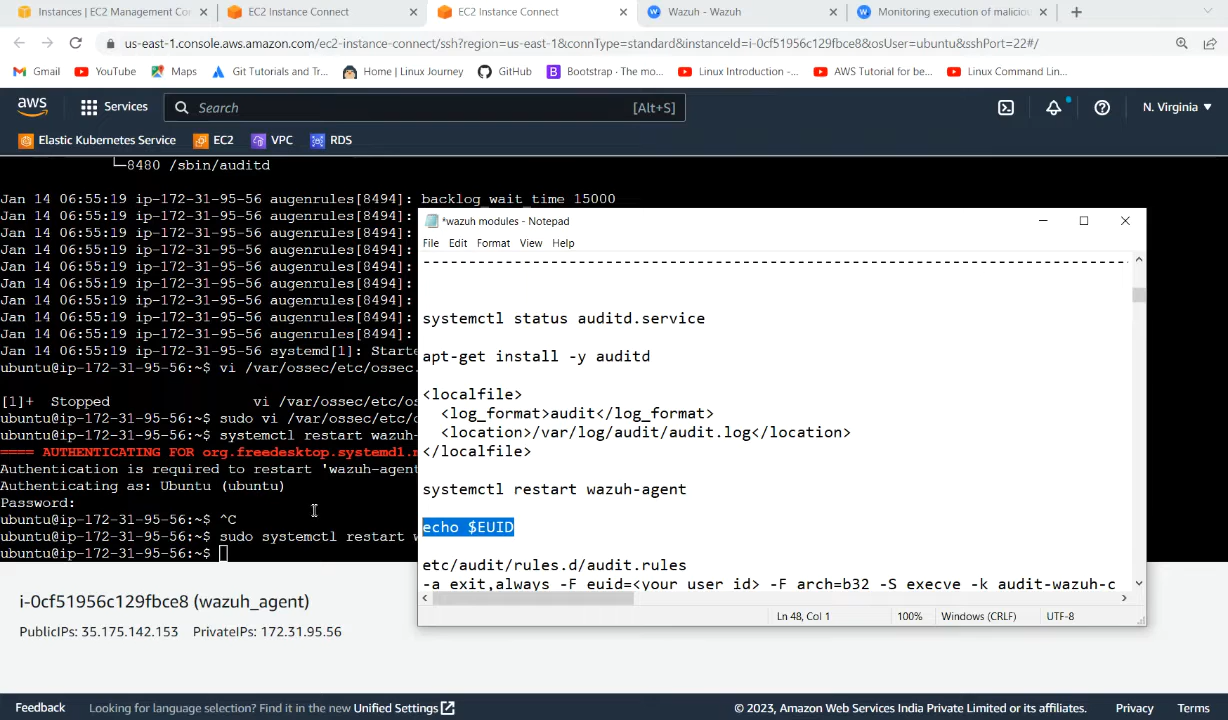 Instances | EC2 Management Co
EC2 Instance Connect
EC2 Instance Connect
Wazuh - Wazuh
Monitoring execution of maliciou
us-east-1.console.aws.amazon.com/ec2-instance-connect/ssh?region=us-east-1&connType=standard&instanceId=i-0cf51956c129fbce8&osUser=ubuntu&sshPort=22#/
Gmail
YouTube
Maps
Git Tutorials and Tr...
Home | Linux Journey
GitHub
Bootstrap · The mo...
Linux Introduction -...
AWS Tutorial for be...
Linux Command Lin...
aws
Services
Search
[Alt+S]
N. Virginia
Elastic Kubernetes Service
EC2
VPC
RDS
└─8480 /sbin/auditd
Jan 14 06:55:19 ip-172-31-95-56 augenrules[8494]: backlog_wait_time 15000
Jan 14 06:55:19 ip-172-31-95-56 augenrules[8494]:
Jan 14 06:55:19 ip-172-31-95-56 augenrules[8494]:
Jan 14 06:55:19 ip-172-31-95-56 augenrules[8494]:
Jan 14 06:55:19 ip-172-31-95-56 augenrules[8494]:
Jan 14 06:55:19 ip-172-31-95-56 augenrules[8494]:
Jan 14 06:55:19 ip-172-31-95-56 augenrules[8494]:
Jan 14 06:55:19 ip-172-31-95-56 augenrules[8494]:
Jan 14 06:55:19 ip-172-31-95-56 augenrules[8494]:
Jan 14 06:55:19 ip-172-31-95-56 systemd[1]: Starte
ubuntu@ip-172-31-95-56:~$ vi /var/ossec/etc/ossec.
[1]+ Stopped vi /var/ossec/etc/os
ubuntu@ip-172-31-95-56:~$ sudo vi /var/ossec/etc/o
ubuntu@ip-172-31-95-56:~$ systemctl restart wazuh-
==== AUTHENTICATING FOR org.freedesktop.systemd1.m
Authentication is required to restart 'wazuh-agent
Authenticating as: Ubuntu (ubuntu)
Password:
ubuntu@ip-172-31-95-56:~$ ^C
ubuntu@ip-172-31-95-56:~$ sudo systemctl restart w
ubuntu@ip-172-31-95-56:~$
*wazuh modules - Notepad
File Edit Format View Help
------------------------------------------------------------------------------
systemctl status auditd.service
apt-get install -y auditd
<localfile>
<log_format>audit</log_format>
<location>/var/log/audit/audit.log</location>
</localfile>
systemctl restart wazuh-agent
echo $EUID
etc/audit/rules.d/audit.rules
-a exit,always -F euid=<your user id> -F arch=b32 -S execve -k audit-wazuh-c
Ln 48, Col 1
100%
Windows (CRLF)
UTF-8
i-0cf51956c129fbce8 (wazuh_agent)
PublicIPs: 35.175.142.153 PrivateIPs: 172.31.95.56
Feedback
Looking for language selection? Find it in the new Unified Settings
© 2023, Amazon Web Services India Private Limited or its affiliates.
Privacy
Terms